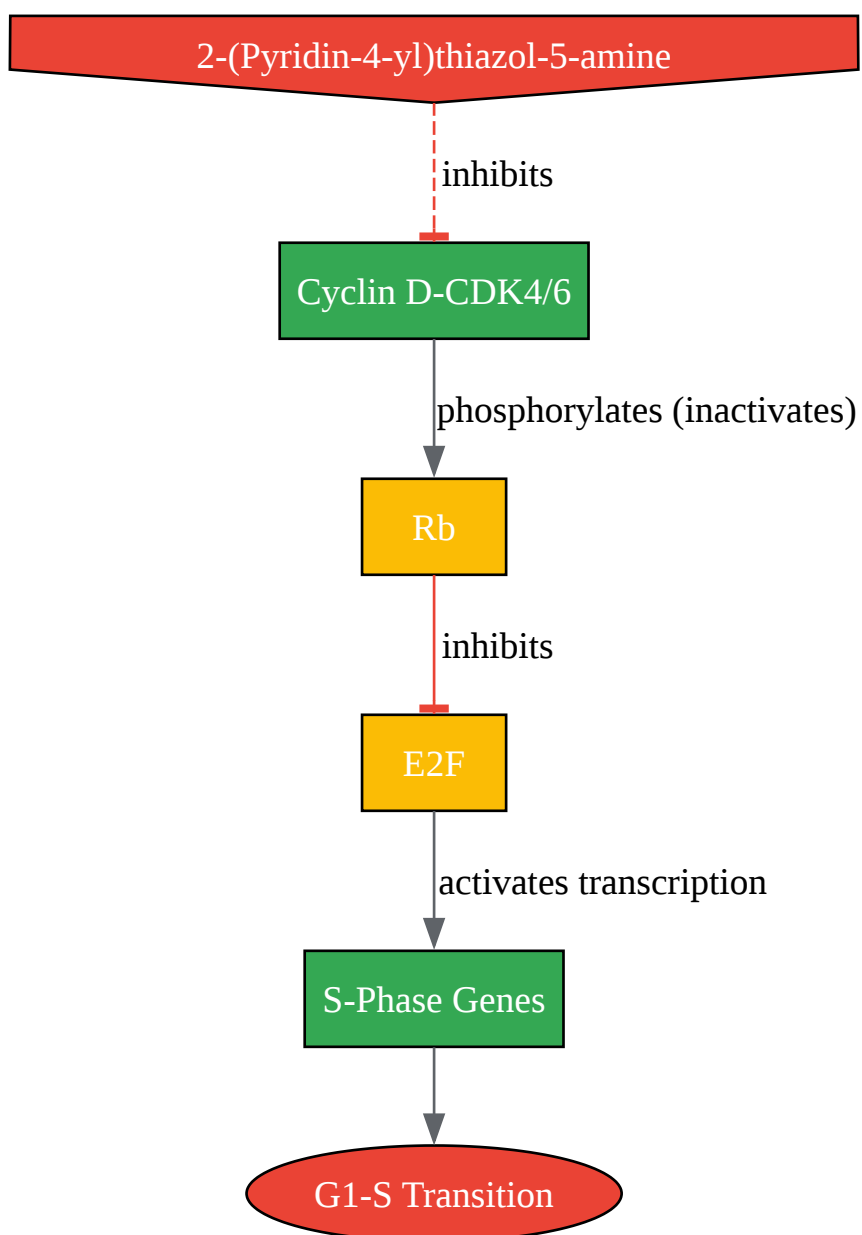 2-(Pyridin-4-yl)thiazol-5-amine
inhibits
Cyclin D-CDK4/6
phosphorylates (inactivates)
Rb
inhibits
E2F
activates transcription
S-Phase Genes
G1-S Transition